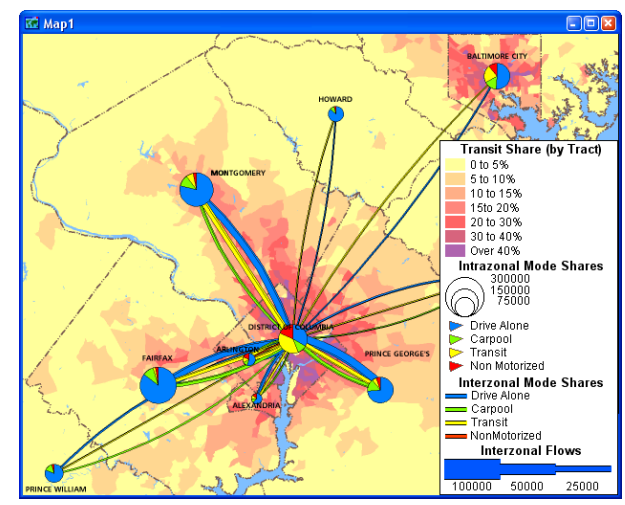 Map1
BALTIMORE CITY
HOWARD
MONTGOMERY
DISTRICT OF COLUMBIA
ARLINGTON
PRINCE GEORGE'S
FAIRFAX
ALEXANDRIA
PRINCE WILLIAM
Transit Share (by Tract)
0 to 5%
5 to 10%
10 to 15%
15to 20%
20 to 30%
30 to 40%
Over 40%
Intrazonal Mode Shares
300000
150000
75000
Drive Alone
Carpool
Transit
Non Motorized
Interzonal Mode Shares
Drive Alone
Carpool
Transit
NonMotorized
Interzonal Flows
100000 50000 25000